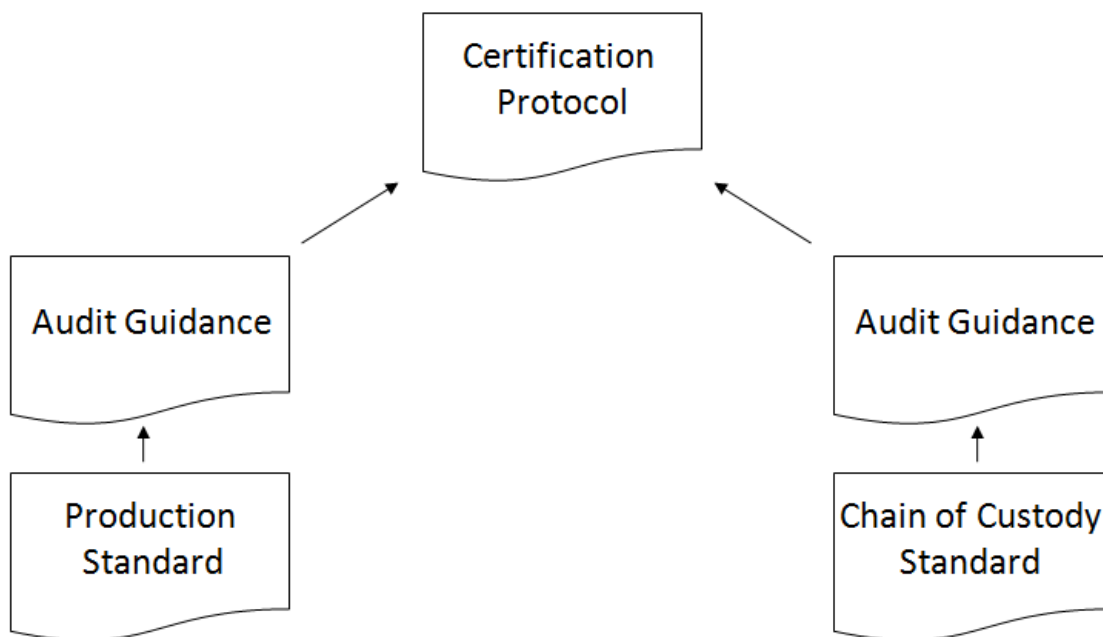 Certification
Protocol
Audit Guidance
Audit Guidance
Production
Standard
Chain of Custody
Standard